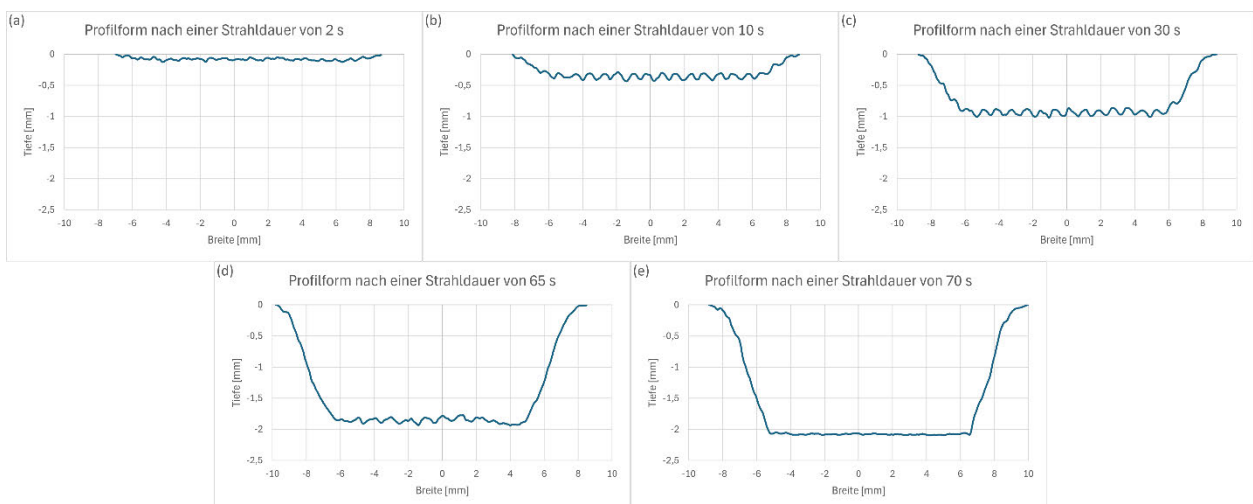 (a)
Profilform nach einer Strahldauer von 2 s
0
-0,5
-1
-1,5
-2
-2,5
Tiefe [mm]
-10 -8 -6 -4 -2 0 2 4 6 8 10
Breite [mm]
(b)
Profilform nach einer Strahldauer von 10 s
0
-0,5
-1
-1,5
-2
-2,5
Tiefe [mm]
-10 -8 -6 -4 -2 0 2 4 6 8 10
Breite [mm]
(c)
Profilform nach einer Strahldauer von 30 s
0
-0,5
-1
-1,5
-2
-2,5
Tiefe [mm]
-10 -8 -6 -4 -2 0 2 4 6 8 10
Breite [mm]
(d)
Profilform nach einer Strahldauer von 65 s
0
-0,5
-1
-1,5
-2
-2,5
Tiefe [mm]
-10 -8 -6 -4 -2 0 2 4 6 8 10
Breite [mm]
(e)
Profilform nach einer Strahldauer von 70 s
0
-0,5
-1
-1,5
-2
-2,5
Tiefe [mm]
-10 -8 -6 -4 -2 0 2 4 6 8 10
Breite [mm]